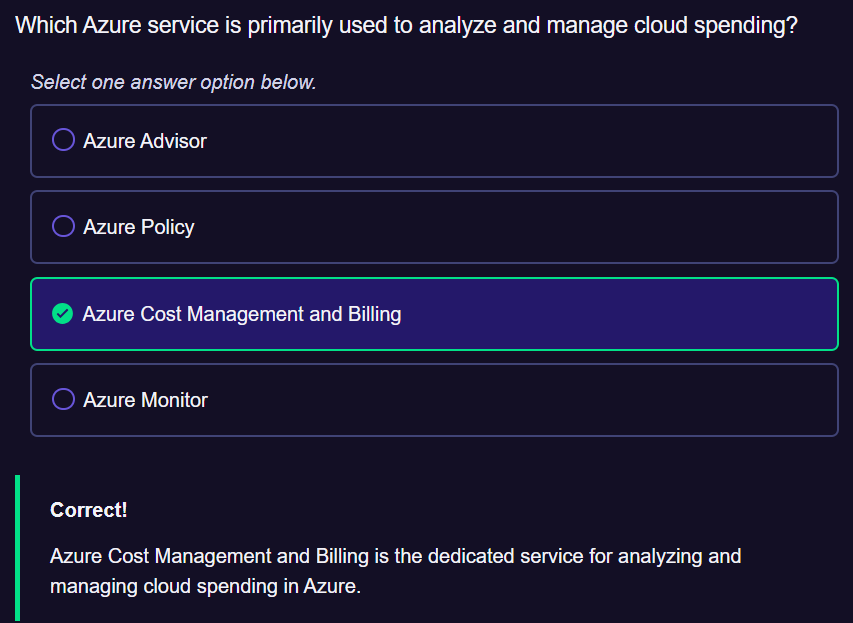 Which Azure service is primarily used to analyze and manage cloud spending?
Select one answer option below.
Azure Advisor
Azure Policy
Azure Cost Management and Billing
Azure Monitor
Correct!
Azure Cost Management and Billing is the dedicated service for analyzing and
managing cloud spending in Azure.